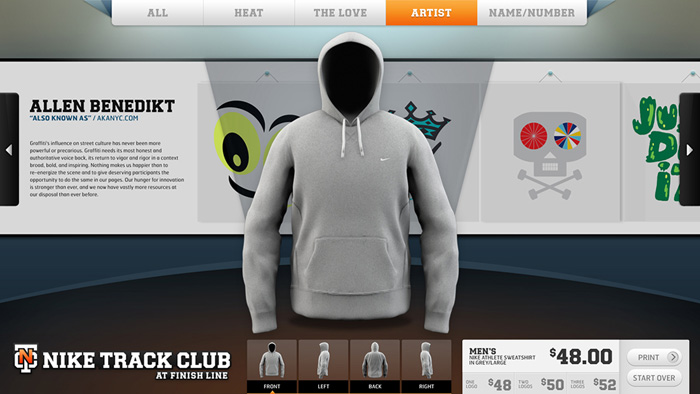 ALL HEAT THE LOVE ARTIST NAME/NUMBER
ALLEN BENEDIKT
"ALSO KNOWN AS" / AKANYC.COM
Graffiti's influence on street culture has never been more
powerful or precarious. Graffiti needs its most honest and
authoritative voice back, its return to vigor and rigor in a context
broad, bold, and inspiring. Nothing makes us happier than to
re-energize the scene and to give deserving participants the
opportunity to do the same in our pages. Our hunger for innovation
is stronger than ever, and we now have vastly more resources at
our disposal than ever before.
NIKE TRACK CLUB
AT FINISH LINE
FRONT LEFT BACK RIGHT
MEN'S
NIKE ATHLETE SWEATSHIRT
IN GREY/LARGE
$48.00
ONE LOGO $48 TWO LOGOS $50 THREE LOGOS $52
PRINT
START OVER